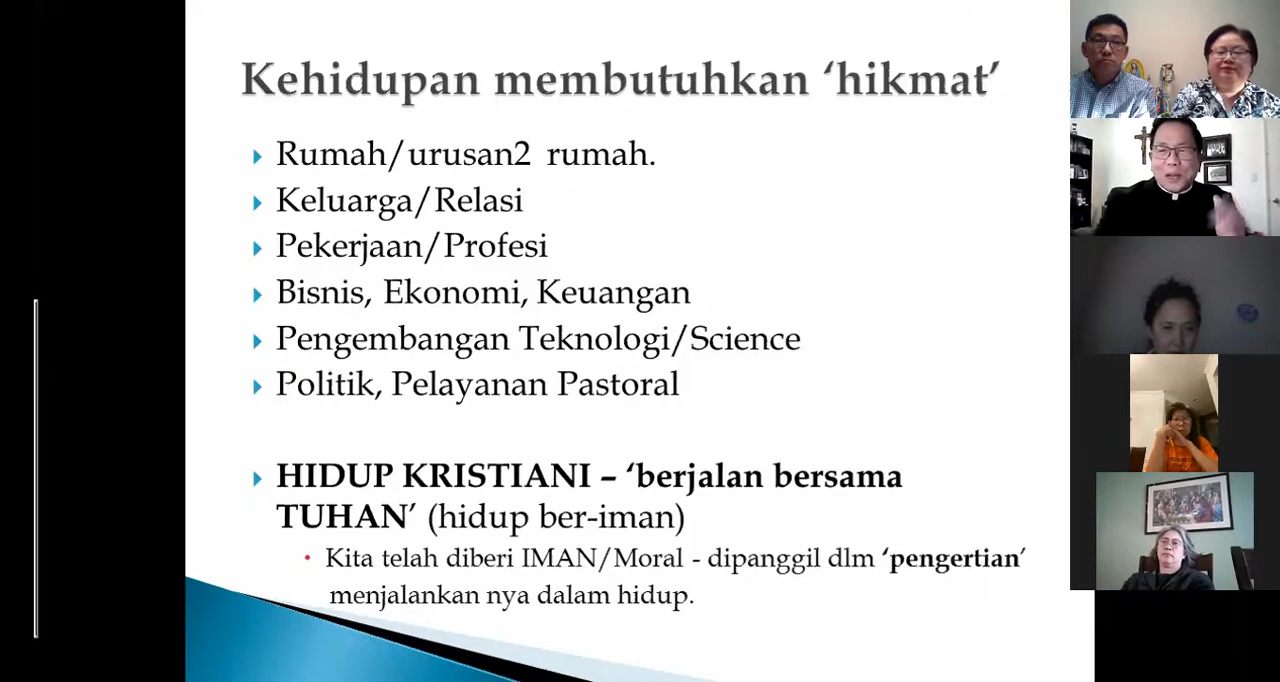 Kehidupan membutuhkan ‘hikmat’
Rumah/urusan2 rumah.
Keluarga/Relasi
Pekerjaan/Profesi
Bisnis, Ekonomi, Keuangan
Pengembangan Teknologi/Science
Politik, Pelayanan Pastoral
HIDUP KRISTIANI – ‘berjalan bersama
TUHAN’ (hidup ber-iman)
Kita telah diberi IMAN/Moral - dipanggil dlm ‘pengertian’
menjalankan nya dalam hidup.